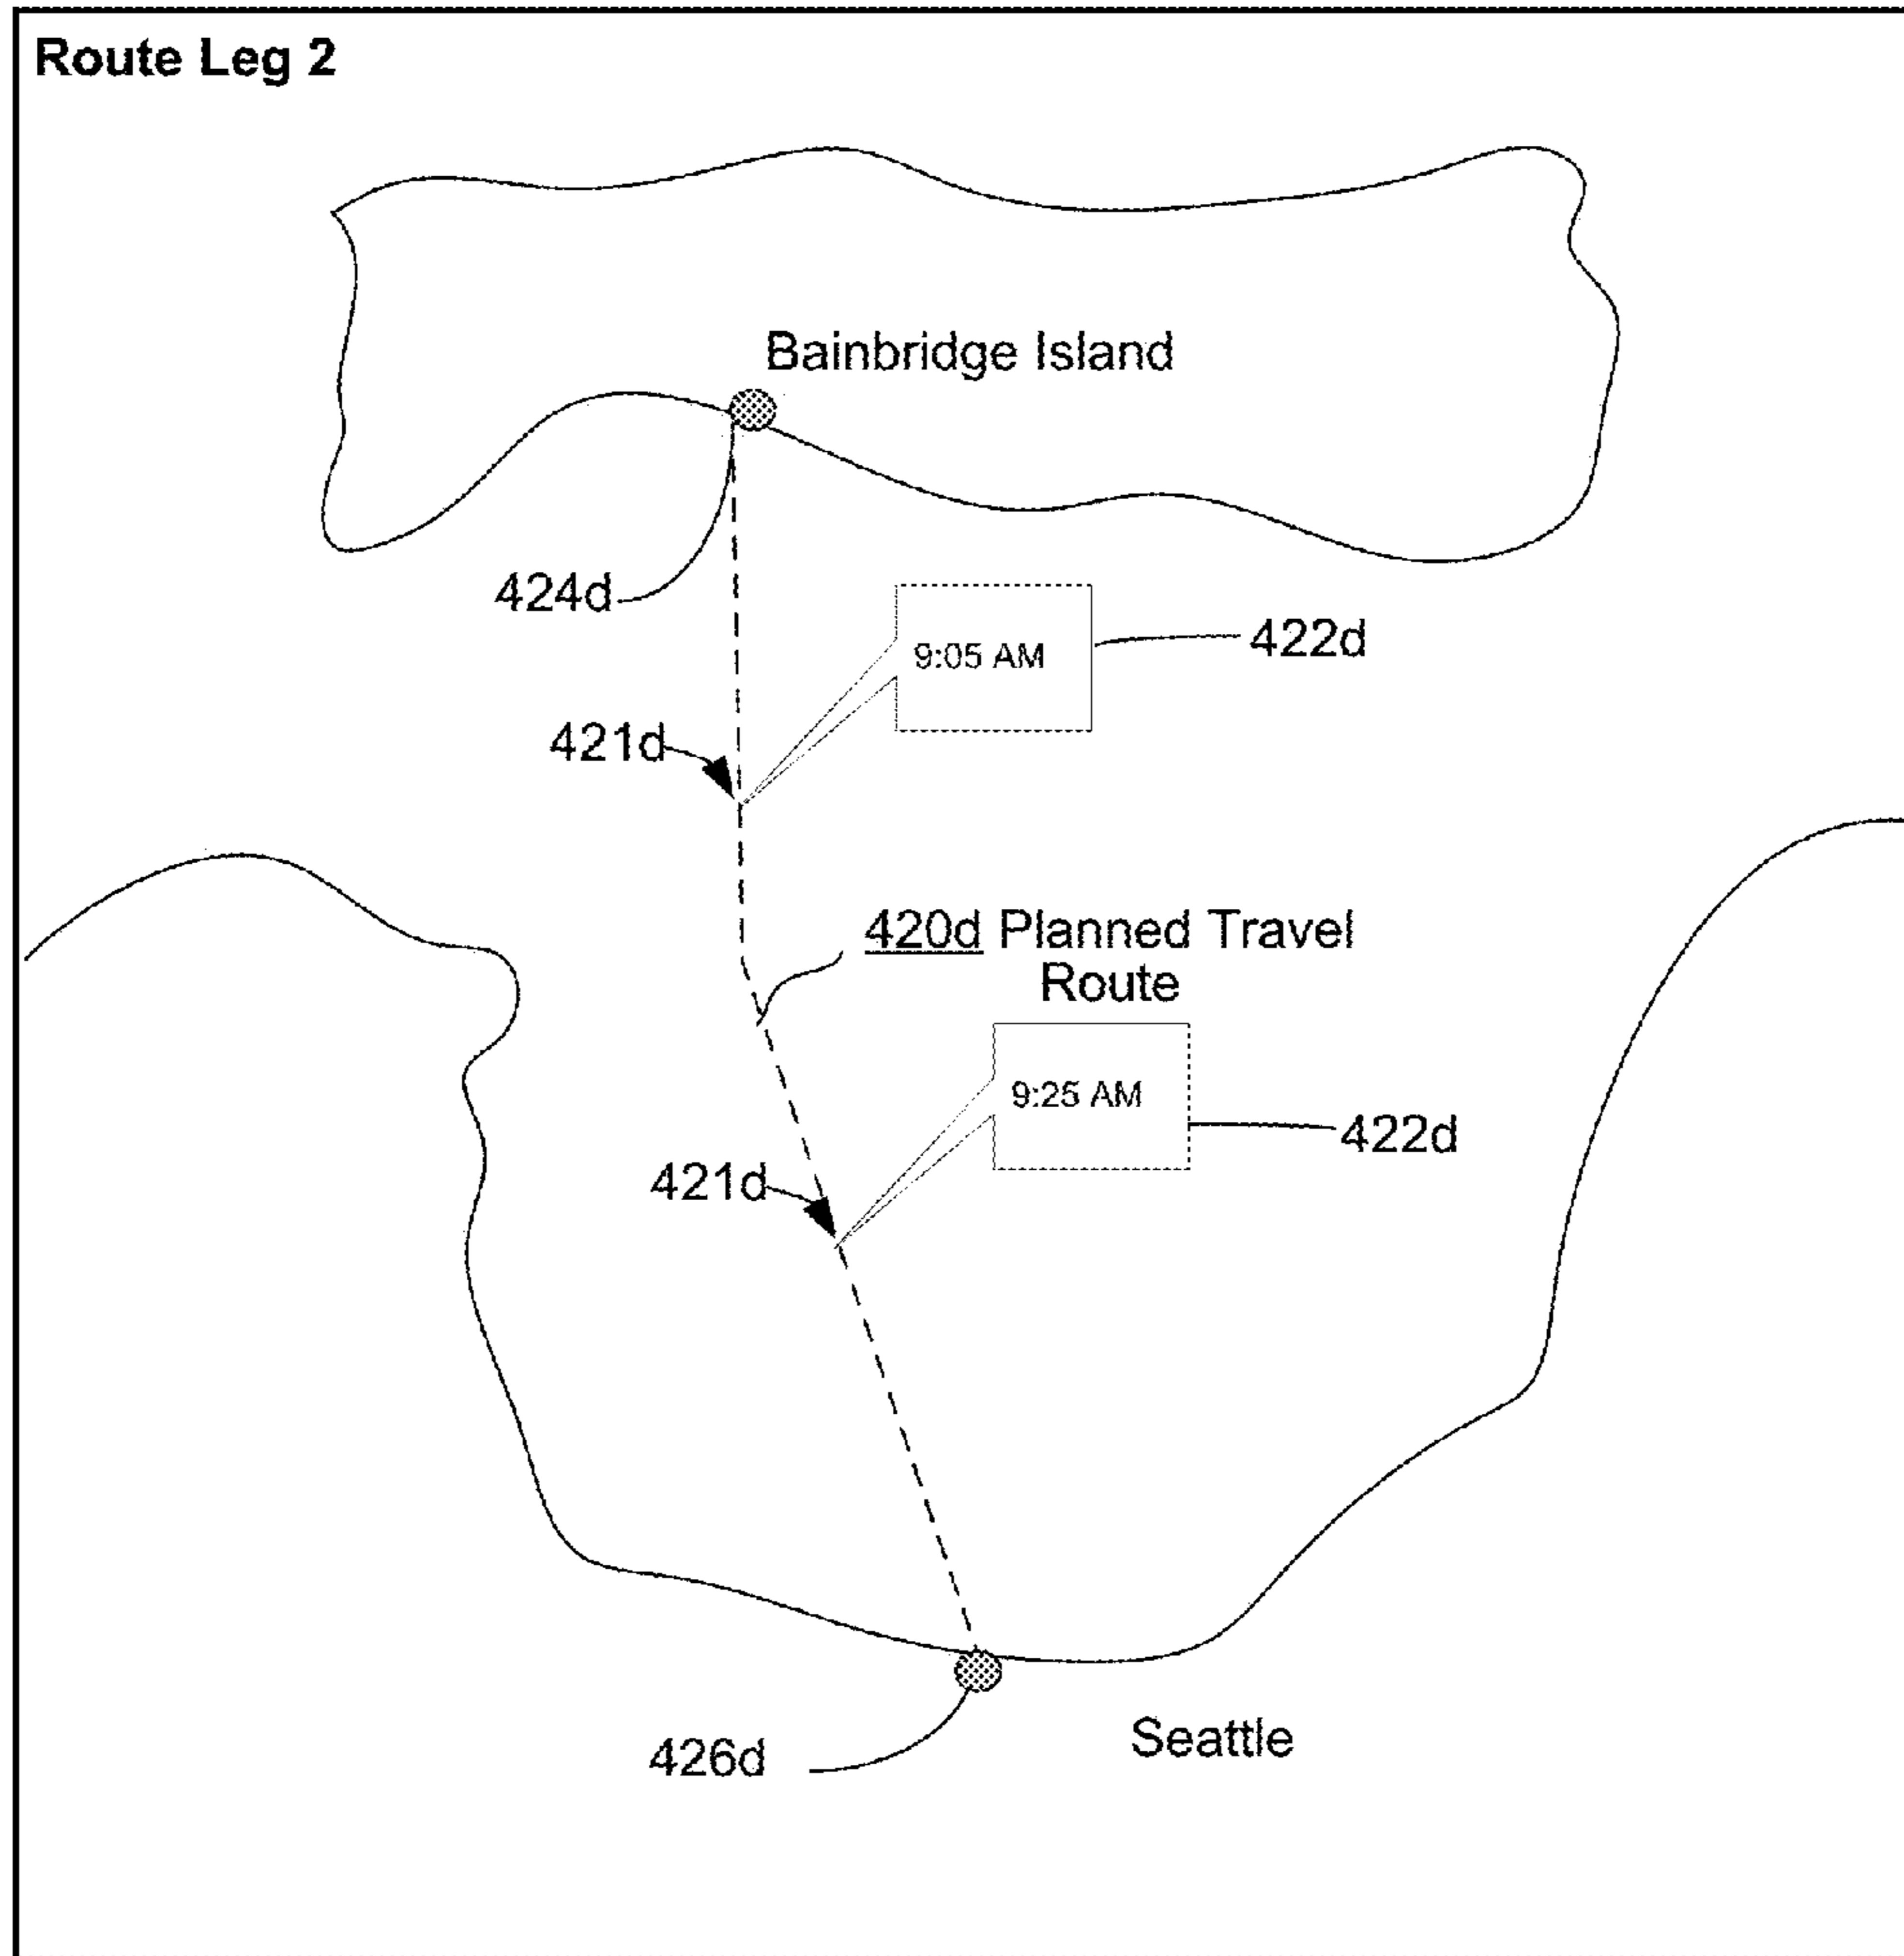 Route Leg 2
Bainbridge Island
424d
9:05 AM
422d
421d
420d Planned Travel
Route
9:25 AM
422d
421d
426d
Seattle